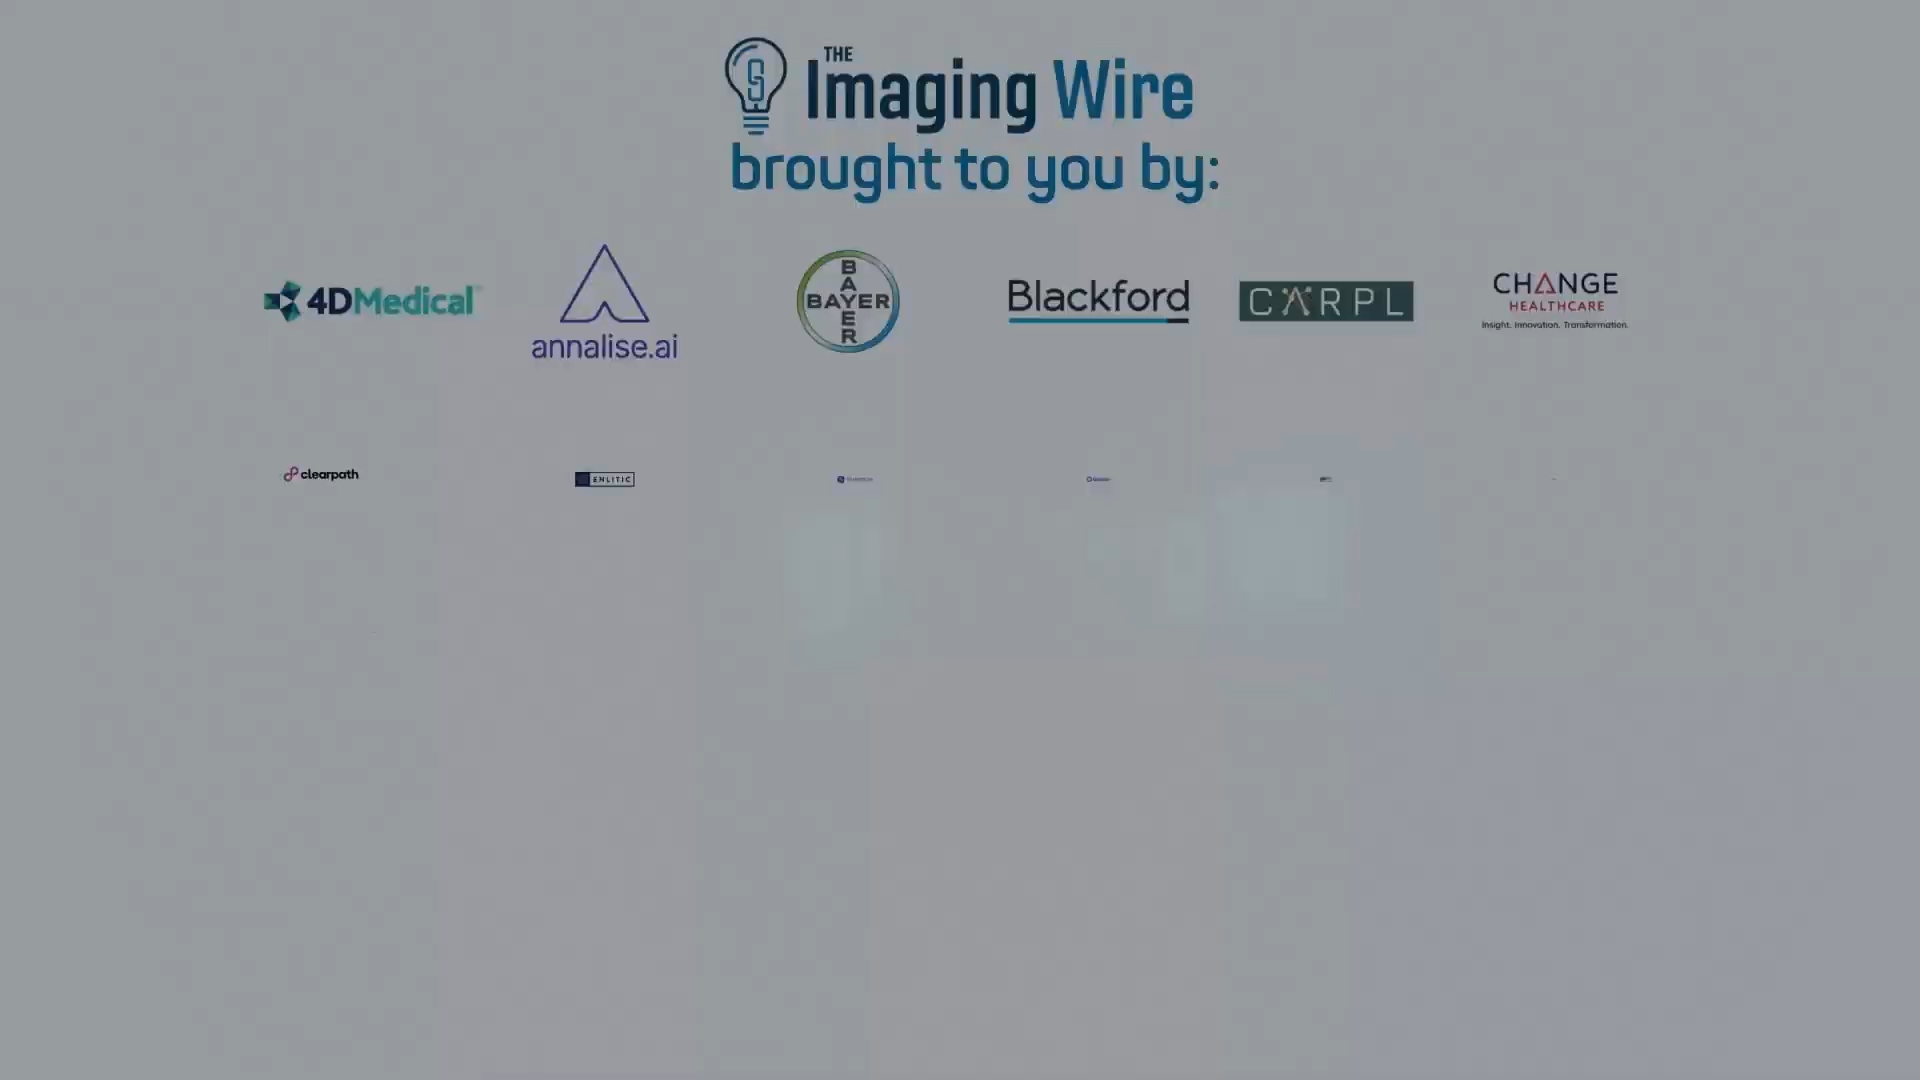 THE
Imaging Wire
brought to you by:
4DMedical
annalise.ai
BAYER
BAYER
Blackford
CARPL
CHANGE
HEALTHCARE
Insight. Innovation. Transformation.
clearpath
ENLITIC